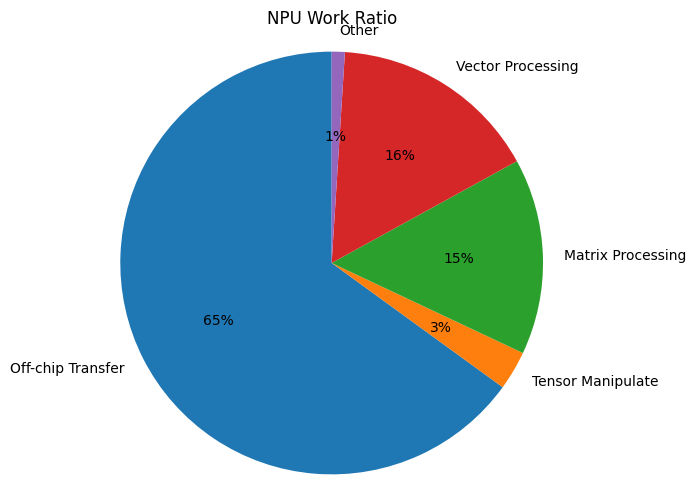 NPU Work Ratio
Other
Vector Processing
1%
16%
Matrix Processing
15%
65%
3%
Off-chip Transfer
Tensor Manipulate